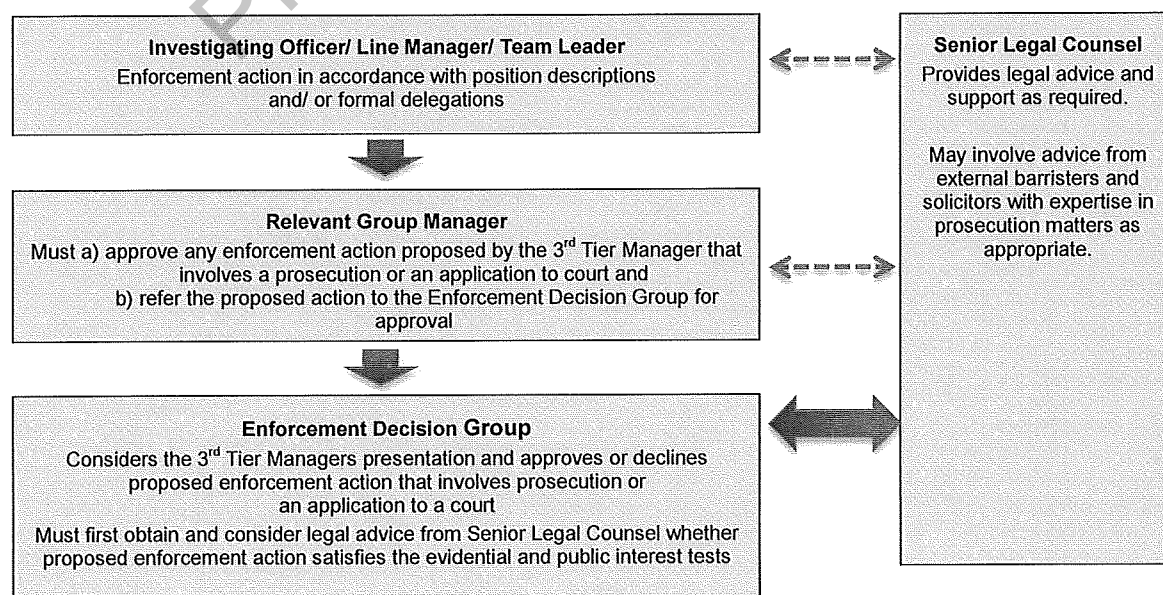 Investigating Officer/ Line Manager/ Team Leader
Enforcement action in accordance with position descriptions
and/ or formal delegations
Relevant Group Manager
Must a) approve any enforcement action proposed by the 3rd Tier Manager that
involves a prosecution or an application to court and
b) refer the proposed action to the Enforcement Decision Group for
approval
Enforcement Decision Group
Considers the 3rd Tier Managers presentation and approves or declines
proposed enforcement action that involves prosecution or
an application to a court
Must first obtain and consider legal advice from Senior Legal Counsel whether
proposed enforcement action satisfies the evidential and public interest tests
Senior Legal Counsel
Provides legal advice and
support as required.
May involve advice from
external barristers and
solicitors with expertise in
prosecution matters as
appropriate.